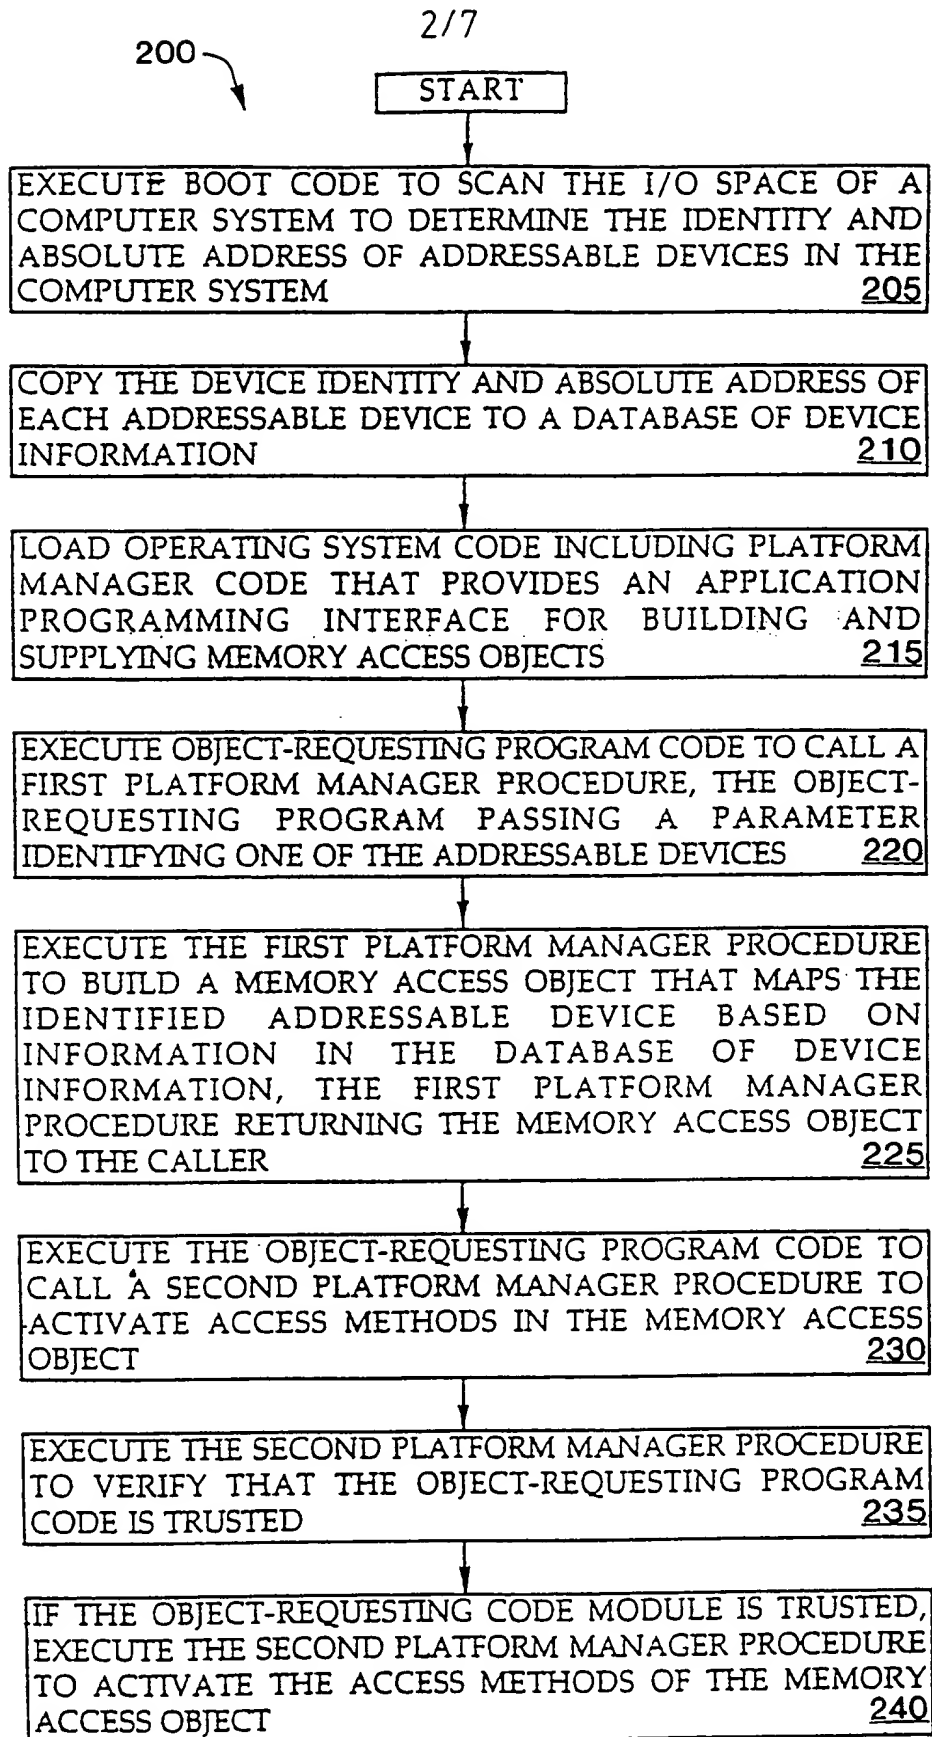 2/7
200
START
EXECUTE BOOT CODE TO SCAN THE I/O SPACE OF A
COMPUTER SYSTEM TO DETERMINE THE IDENTITY AND
ABSOLUTE ADDRESS OF ADDRESSABLE DEVICES IN THE
COMPUTER SYSTEM 205
COPY THE DEVICE IDENTITY AND ABSOLUTE ADDRESS OF
EACH ADDRESSABLE DEVICE TO A DATABASE OF DEVICE
INFORMATION 210
LOAD OPERATING SYSTEM CODE INCLUDING PLATFORM
MANAGER CODE THAT PROVIDES AN APPLICATION
PROGRAMMING INTERFACE FOR BUILDING AND
SUPPLYING MEMORY ACCESS OBJECTS 215
EXECUTE OBJECT-REQUESTING PROGRAM CODE TO CALL A
FIRST PLATFORM MANAGER PROCEDURE, THE OBJECT-
REQUESTING PROGRAM PASSING A PARAMETER
IDENTIFYING ONE OF THE ADDRESSABLE DEVICES 220
EXECUTE THE FIRST PLATFORM MANAGER PROCEDURE
TO BUILD A MEMORY ACCESS OBJECT THAT MAPS THE
IDENTIFIED ADDRESSABLE DEVICE BASED ON
INFORMATION IN THE DATABASE OF DEVICE
INFORMATION, THE FIRST PLATFORM MANAGER
PROCEDURE RETURNING THE MEMORY ACCESS OBJECT
TO THE CALLER 225
EXECUTE THE OBJECT-REQUESTING PROGRAM CODE TO
CALL A SECOND PLATFORM MANAGER PROCEDURE TO
ACTIVATE ACCESS METHODS IN THE MEMORY ACCESS
OBJECT 230
EXECUTE THE SECOND PLATFORM MANAGER PROCEDURE
TO VERIFY THAT THE OBJECT-REQUESTING PROGRAM
CODE IS TRUSTED 235
IF THE OBJECT-REQUESTING CODE MODULE IS TRUSTED,
EXECUTE THE SECOND PLATFORM MANAGER PROCEDURE
TO ACTIVATE THE ACCESS METHODS OF THE MEMORY
ACCESS OBJECT 240